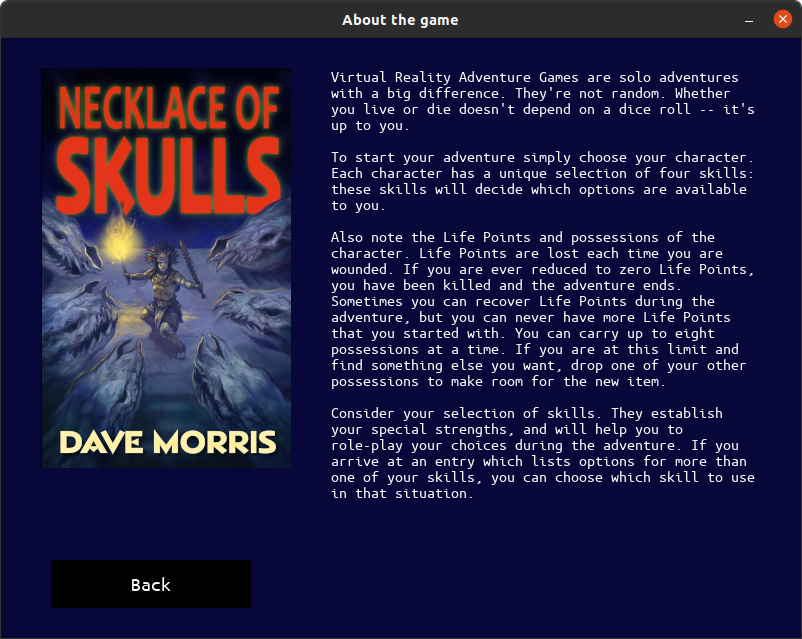 About the game
NECKLACE OF
SKULLS
DAVE MORRIS
Virtual Reality Adventure Games are solo adventures
with a big difference. They're not random. Whether
you live or die doesn't depend on a dice roll -- it's
up to you.
To start your adventure simply choose your character.
Each character has a unique selection of four skills:
these skills will decide which options are available
to you.
Also note the Life Points and possessions of the
character. Life Points are lost each time you are
wounded. If you are ever reduced to zero Life Points,
you have been killed and the adventure ends.
Sometimes you can recover Life Points during the
adventure, but you can never have more Life Points
that you started with. You can carry up to eight
possessions at a time. If you are at this limit and
find something else you want, drop one of your other
possessions to make room for the new item.
Consider your selection of skills. They establish
your special strengths, and will help you to
role-play your choices during the adventure. If you
arrive at an entry which lists options for more than
one of your skills, you can choose which skill to use
in that situation.
Back